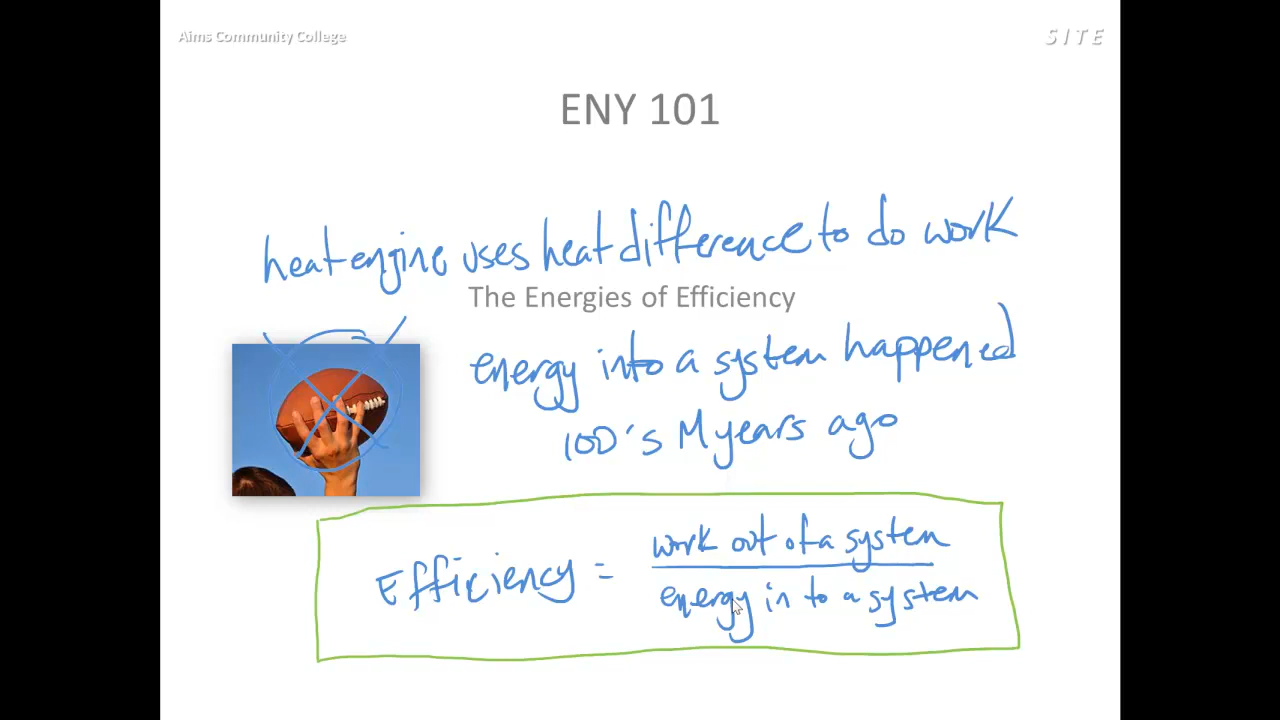 Aims Community College
SITE
ENY 101
heat engine uses heat difference to do work
The Energies of Efficiency
energy into a system happened
100's M years ago
Efficiency = work out of a system
energy in to a system